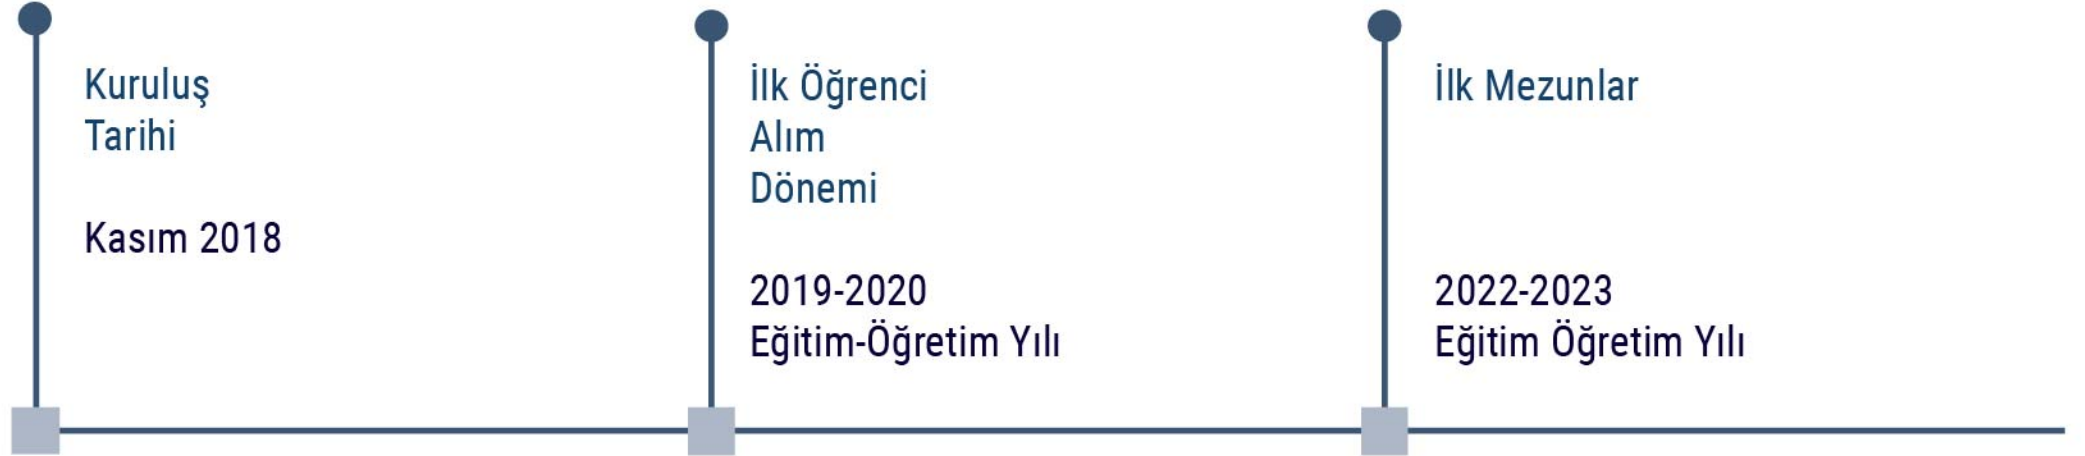 Kuruluş
Tarihi
Kasım 2018
İlk Öğrenci
Alım
Dönemi
2019-2020
Eğitim-Öğretim Yılı
İlk Mezunlar
2022-2023
Eğitim Öğretim Yılı